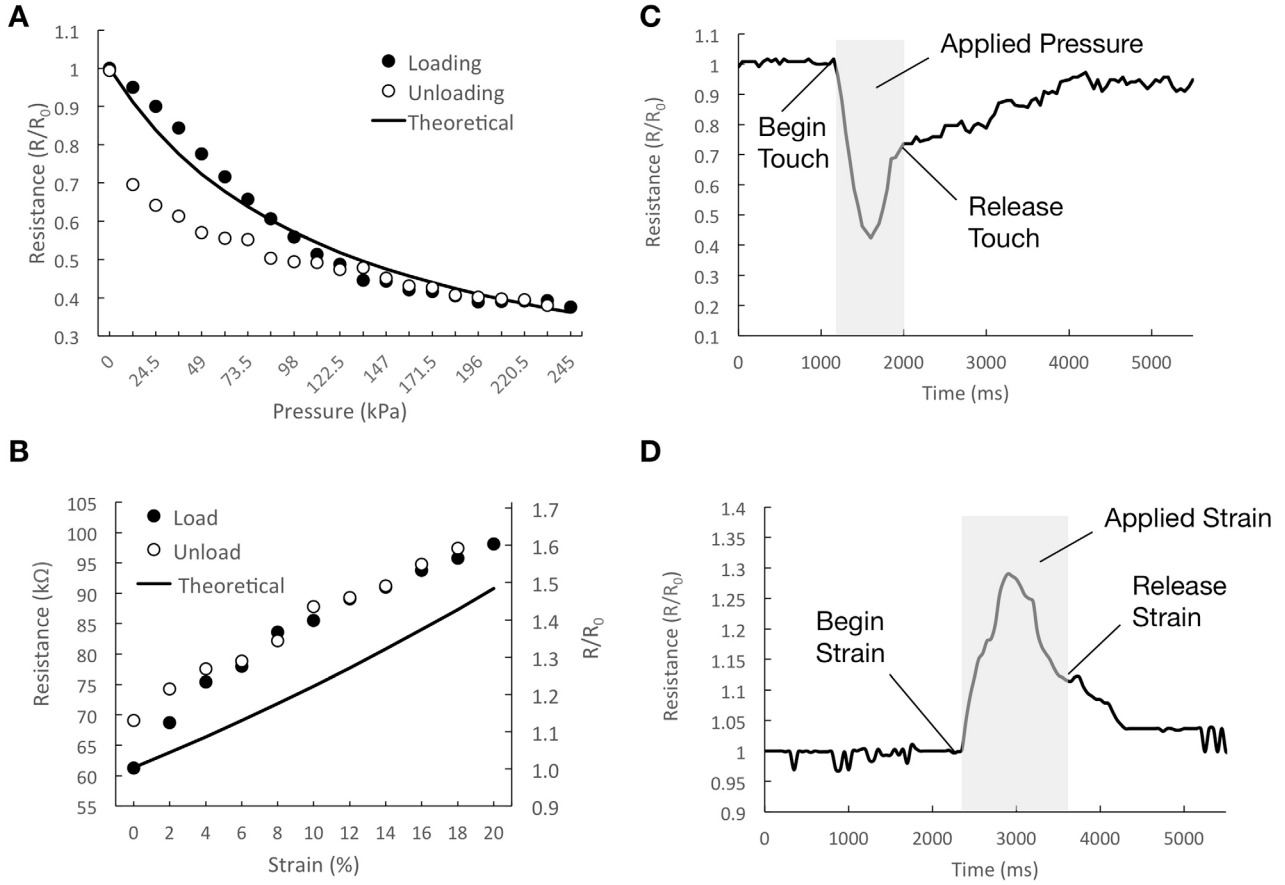 A
1.1
1
0.9
0.8
0.7
0.6
0.5
0.4
0.3
Resistance (R/R0)
Loading
Unloading
Theoretical
0
24.5
49
73.5
98
122.5
147
171.5
196
220.5
245
Pressure (kPa)
C
1.1
1
0.9
0.8
0.7
0.6
0.5
0.4
0.3
0.2
0.1
Resistance (R/R0)
Applied Pressure
Begin
Touch
Release
Touch
0
1000
2000
3000
4000
5000
Time (ms)
B
105
100
95
90
85
80
75
70
65
60
55
Resistance (kΩ)
Load
Unload
Theoretical
1.7
1.6
1.5
1.4
1.3
1.2
1.1
1.0
0.9
R/R0
0
2
4
6
8
10
12
14
16
18
20
Strain (%)
D
1.4
1.35
1.3
1.25
1.2
1.15
1.1
1.05
1
0.95
0.9
Resistance (R/R0)
Applied Strain
Begin
Strain
Release
Strain
0
1000
2000
3000
4000
5000
Time (ms)